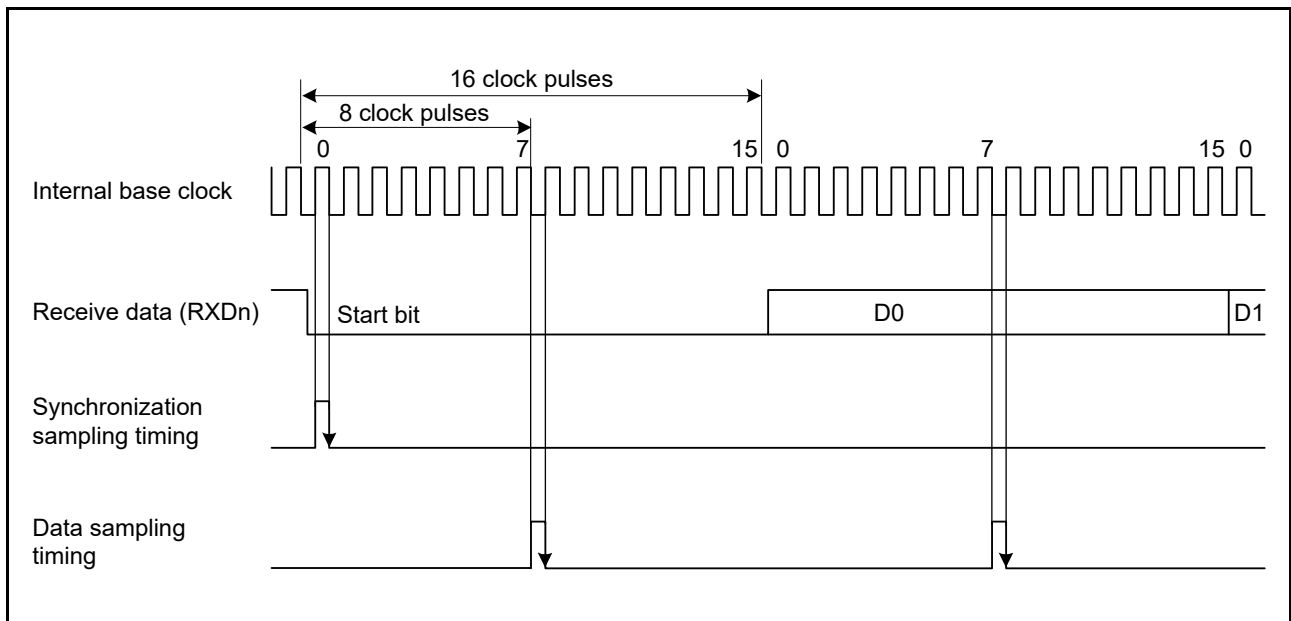 16 clock pulses
8 clock pulses
0 7 15 0 7 15 0
Internal base clock
Receive data (RXDn) Start bit D0 D1
Synchronization
sampling timing
Data sampling
timing